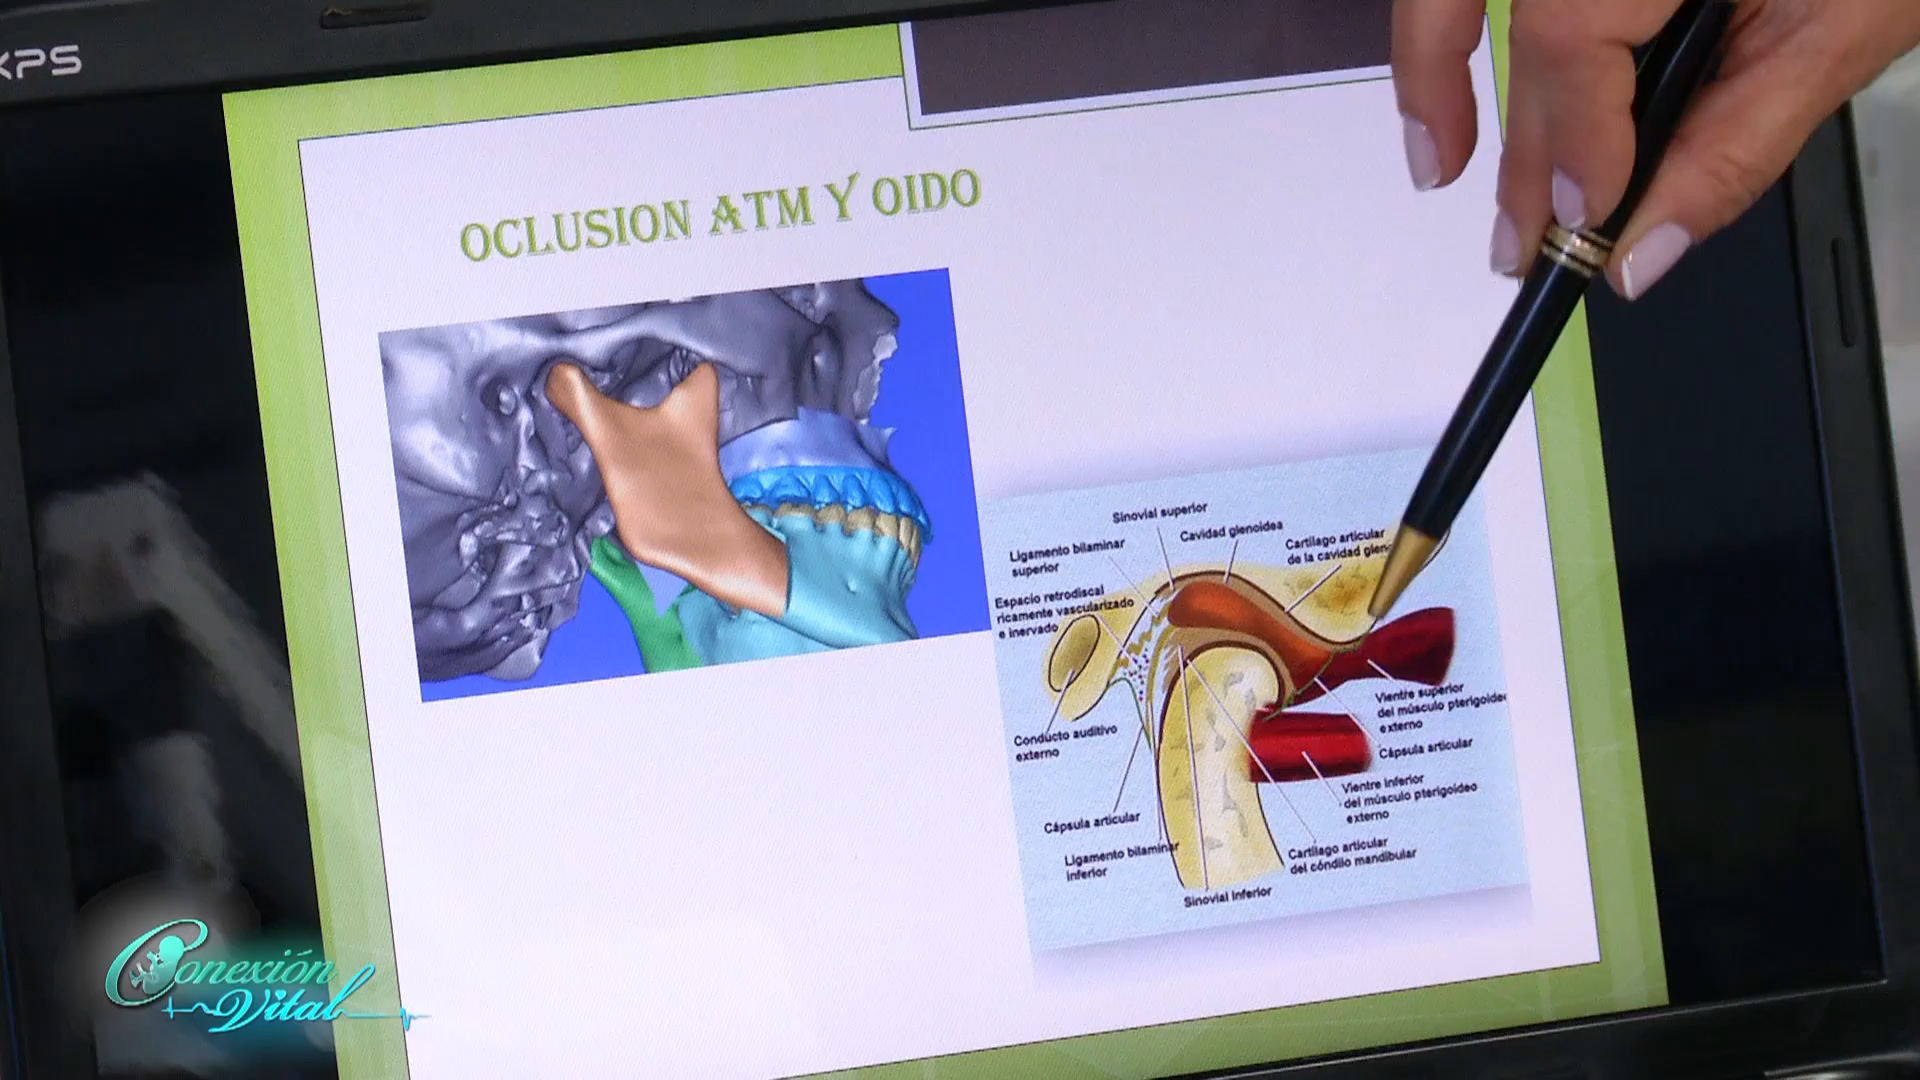 XPS
OCLUSION ATM Y OIDO
Sinovial superior
Cavidad glenoidea
Cartílago articular
de la cavidad
Ligamento bilaminar
superior
Espacio retrodiscal
ricamente vascularizado
e inervado
Conducto auditivo
externo
Vientre superior
del músculo pterigoideo
externo
Cápsula articular
Vientre inferior
del músculo pterigoideo
externo
Cápsula articular
Ligamento bilaminar
inferior
Cartílago articular
del cóndilo mandibular
Sinovial inferior
Conexión
Vital